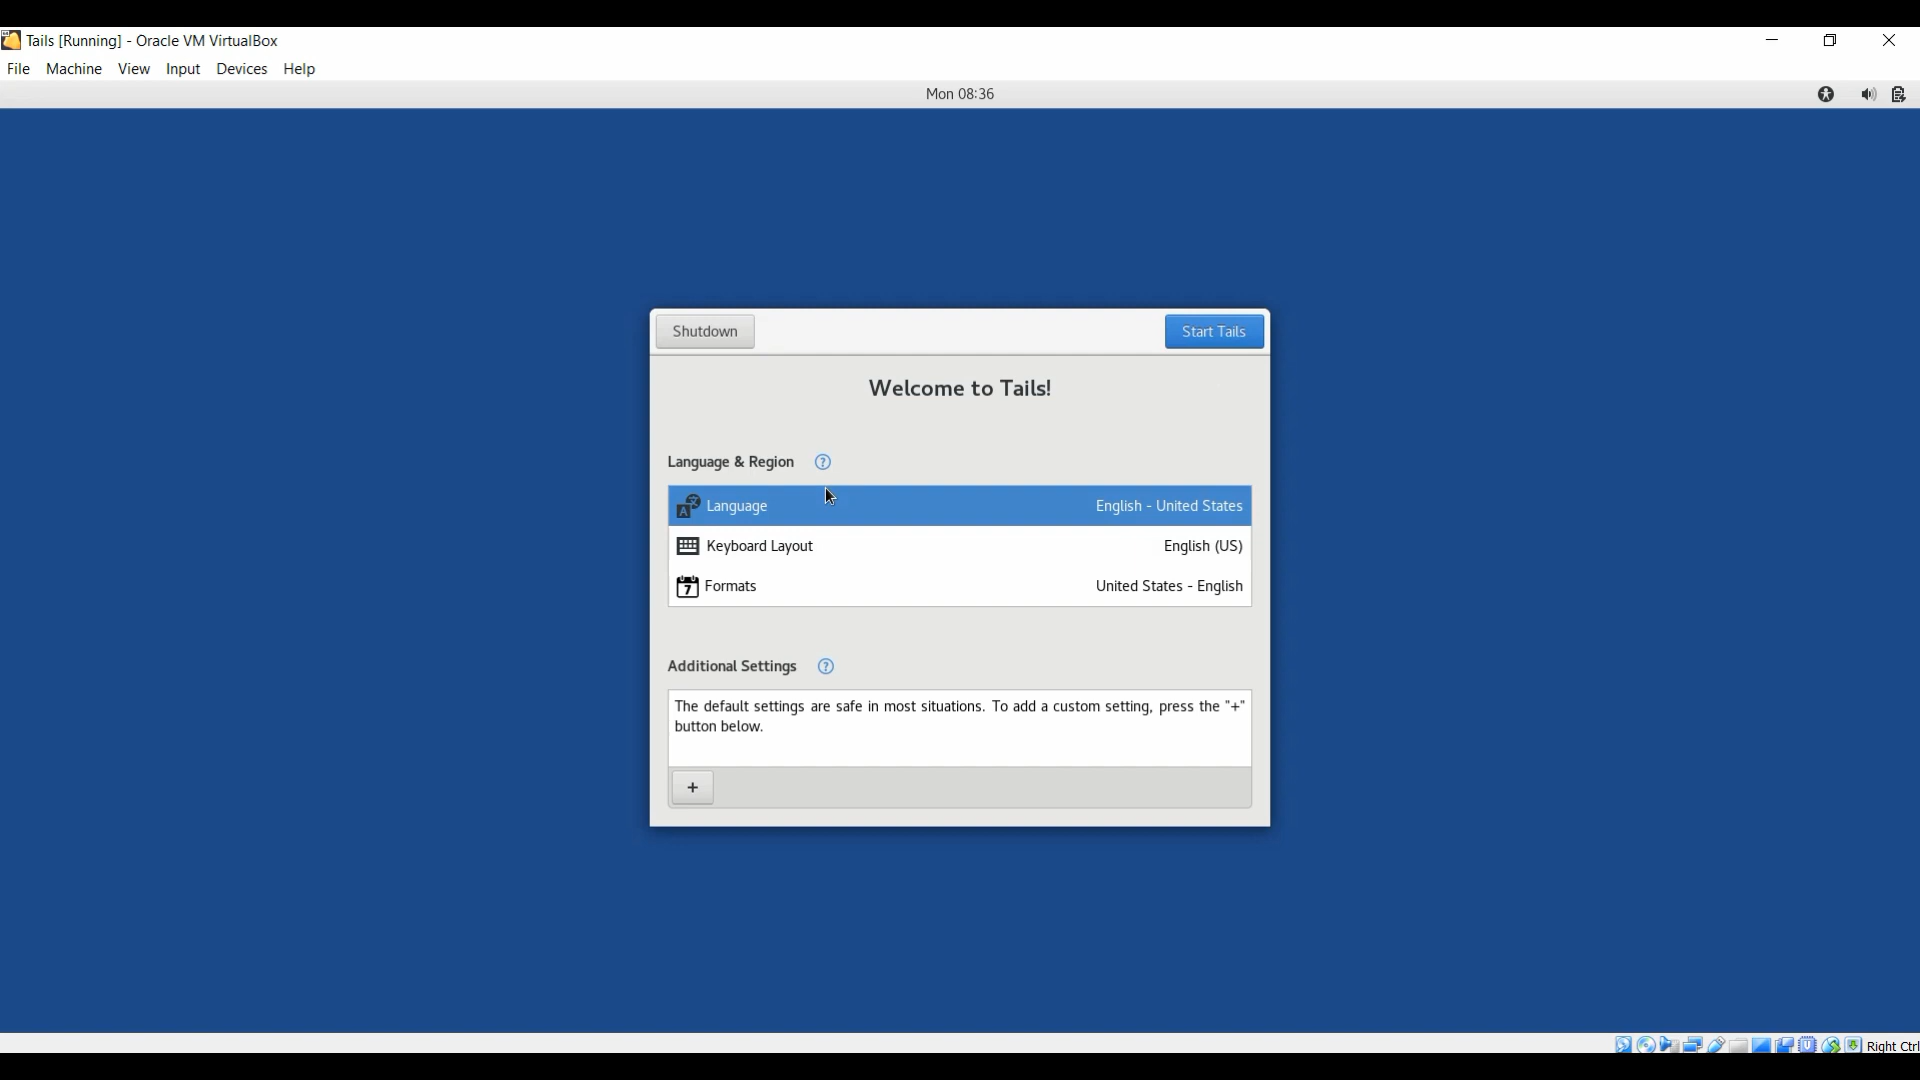 Tails [Running] - Oracle VM VirtualBox
File Machine View Input Devices Help
Mon 08:36
Shutdown
Start Tails
Welcome to Tails!
Language & Region ?
Language English - United States
Keyboard Layout English (US)
7 Formats United States - English
Additional Settings ?
The default settings are safe in most situations. To add a custom setting, press the "+"
button below.
+
Right Ctrl